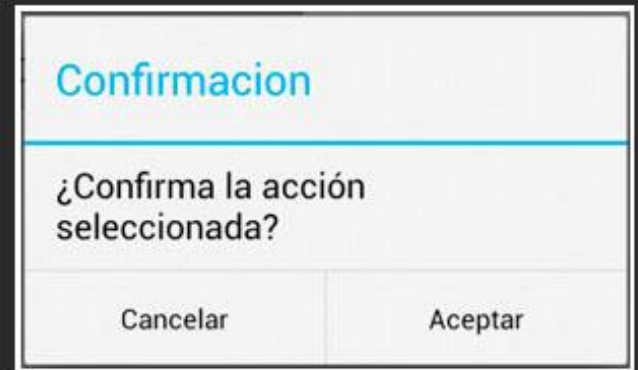 Confirmacion
¿Confirma la acción
seleccionada?
Cancelar
Aceptar